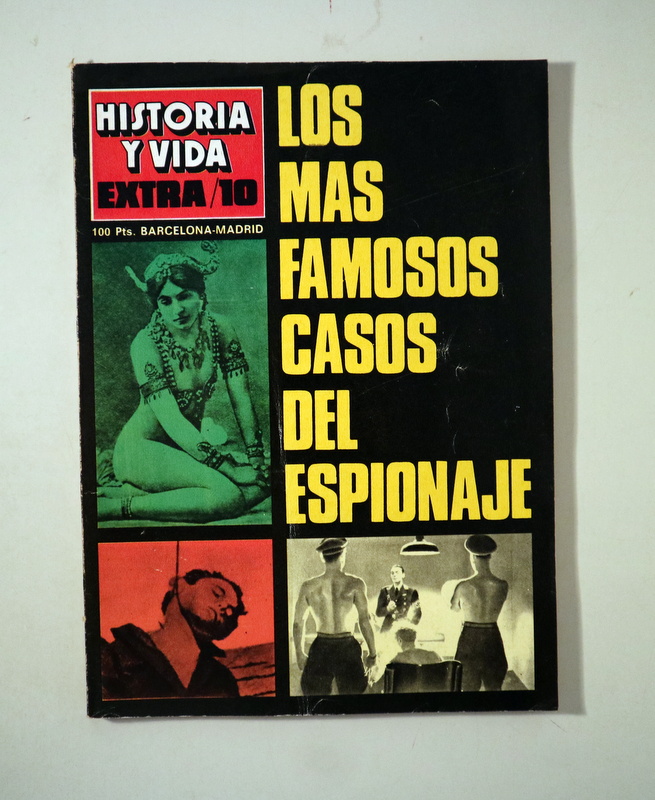 HISTORIA
Y VIDA
EXTRA/10
100 Pts. BARCELONA-MADRID
LOS
MAS
FAMOSOS
CASOS
DEL
ESPIONAJE